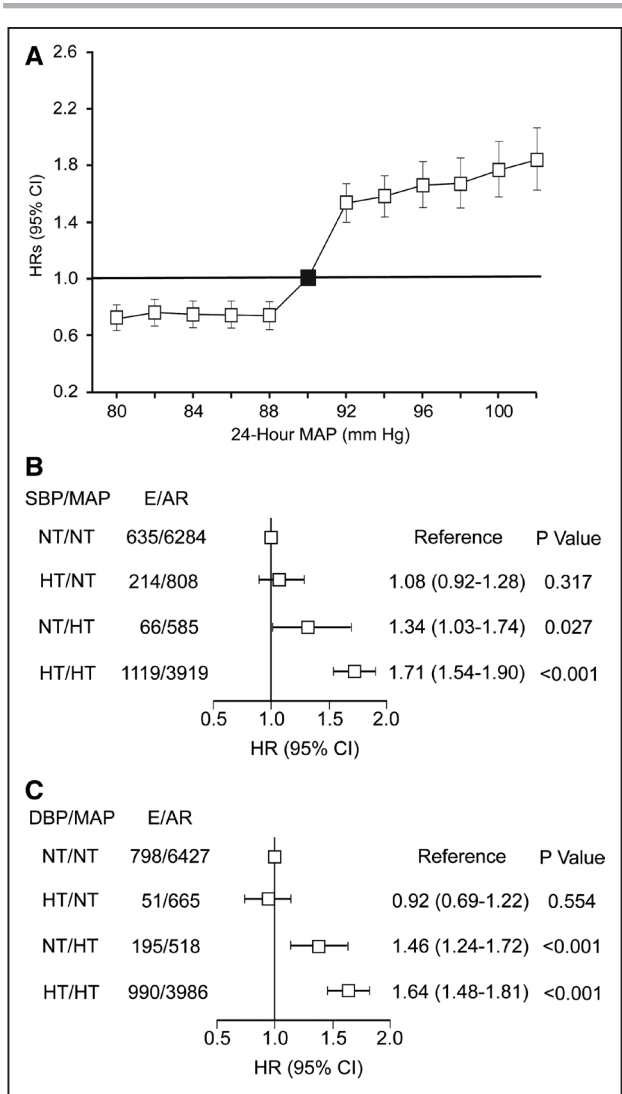 A
2.6
2.2
1.8
1.4
1.0
0.6
0.2
HRs (95% CI)
80 84 88 92 96 100
24-Hour MAP (mm Hg)
B
SBP/MAP E/AR
NT/NT 635/6284 Reference P Value
HT/NT 214/808 1.08 (0.92-1.28) 0.317
NT/HT 66/585 1.34 (1.03-1.74) 0.027
HT/HT 1119/3919 1.71 (1.54-1.90) <0.001
0.5 1.0 1.5 2.0
HR (95% CI)
C
DBP/MAP E/AR
NT/NT 798/6427 Reference P Value
HT/NT 51/665 0.92 (0.69-1.22) 0.554
NT/HT 195/518 1.46 (1.24-1.72) <0.001
HT/HT 990/3986 1.64 (1.48-1.81) <0.001
0.5 1.0 1.5 2.0
HR (95% CI)